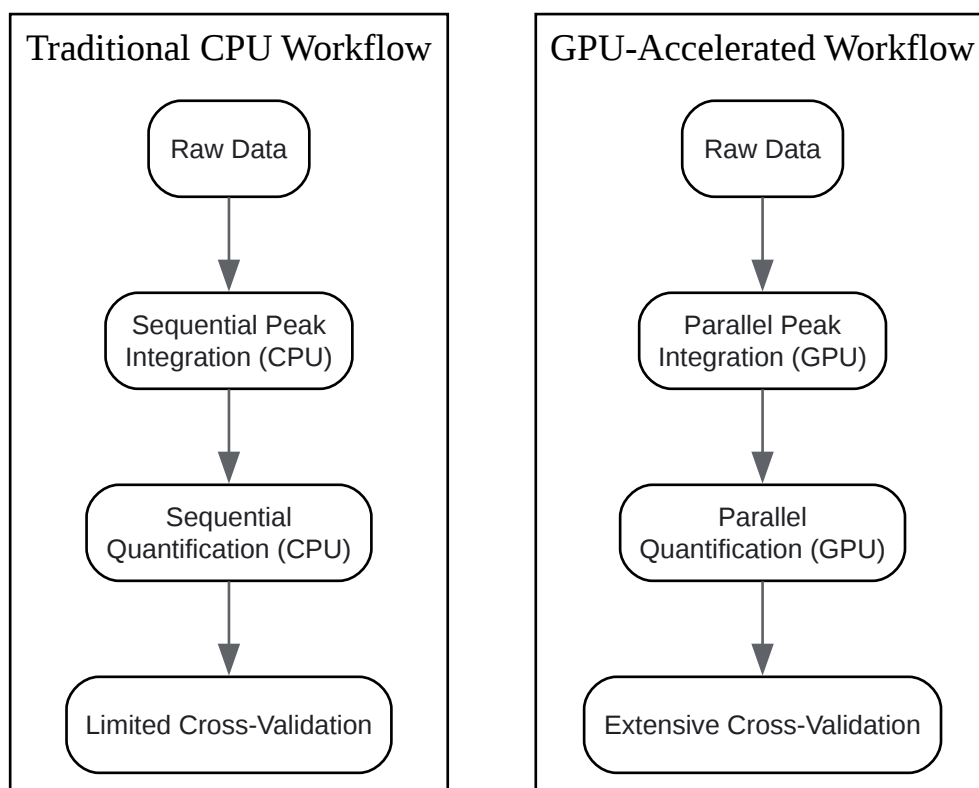 Traditional CPU Workflow
Raw Data
Sequential Peak
Integration (CPU)
Sequential
Quantification (CPU)
Limited Cross-Validation
GPU-Accelerated Workflow
Raw Data
Parallel Peak
Integration (GPU)
Parallel
Quantification (GPU)
Extensive Cross-Validation